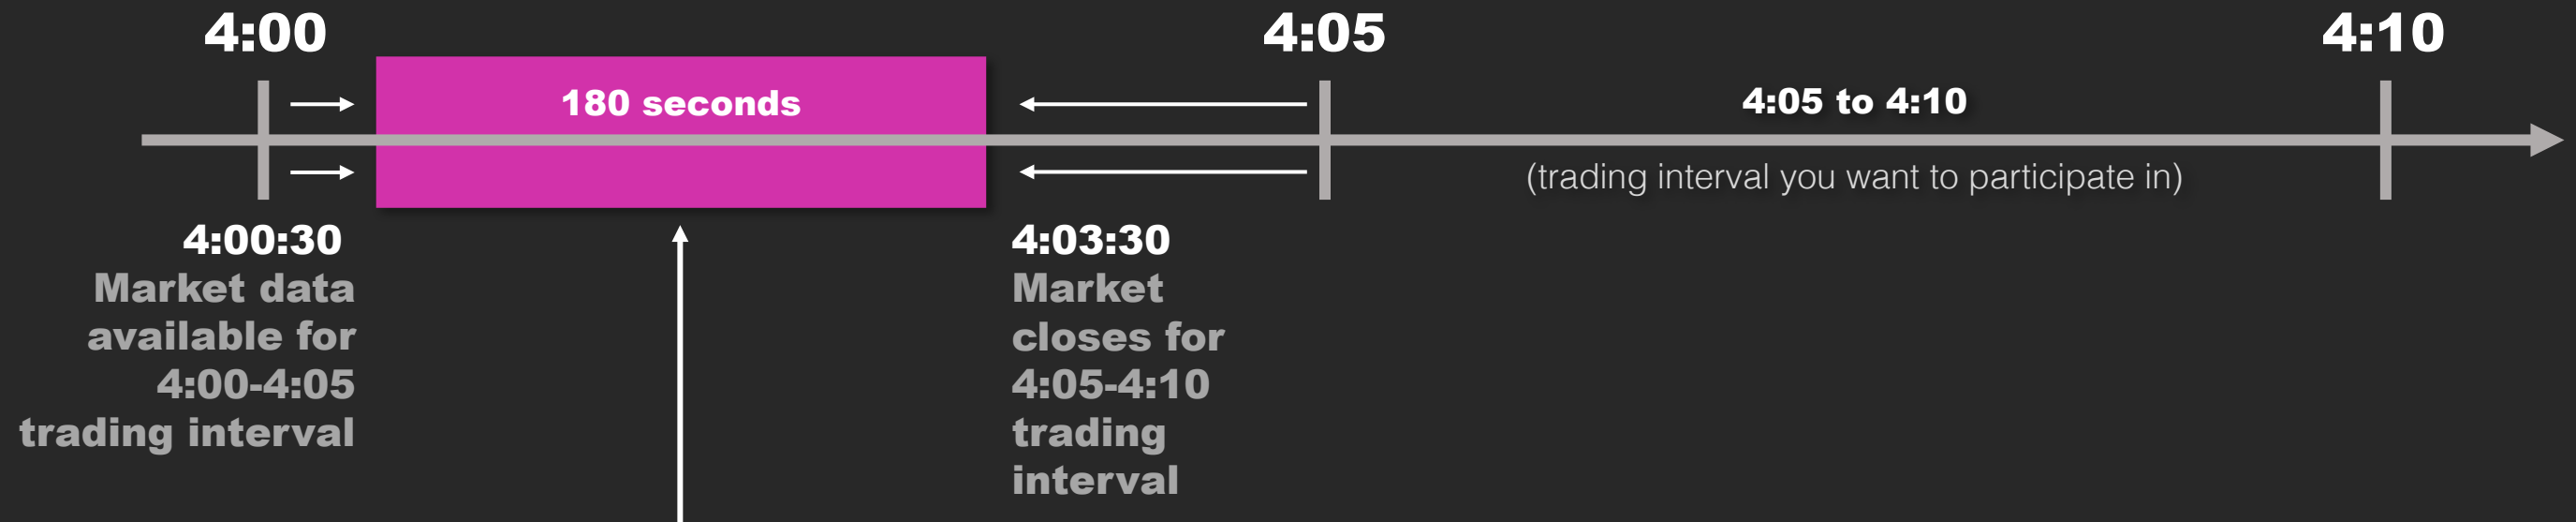 4:00
4:05
4:10
180 seconds
4:05 to 4:10
(trading interval you want to participate in)
4:00:30
Market data
available for
4:00-4:05
trading interval
4:03:30
Market
closes for
4:05-4:10
trading
interval